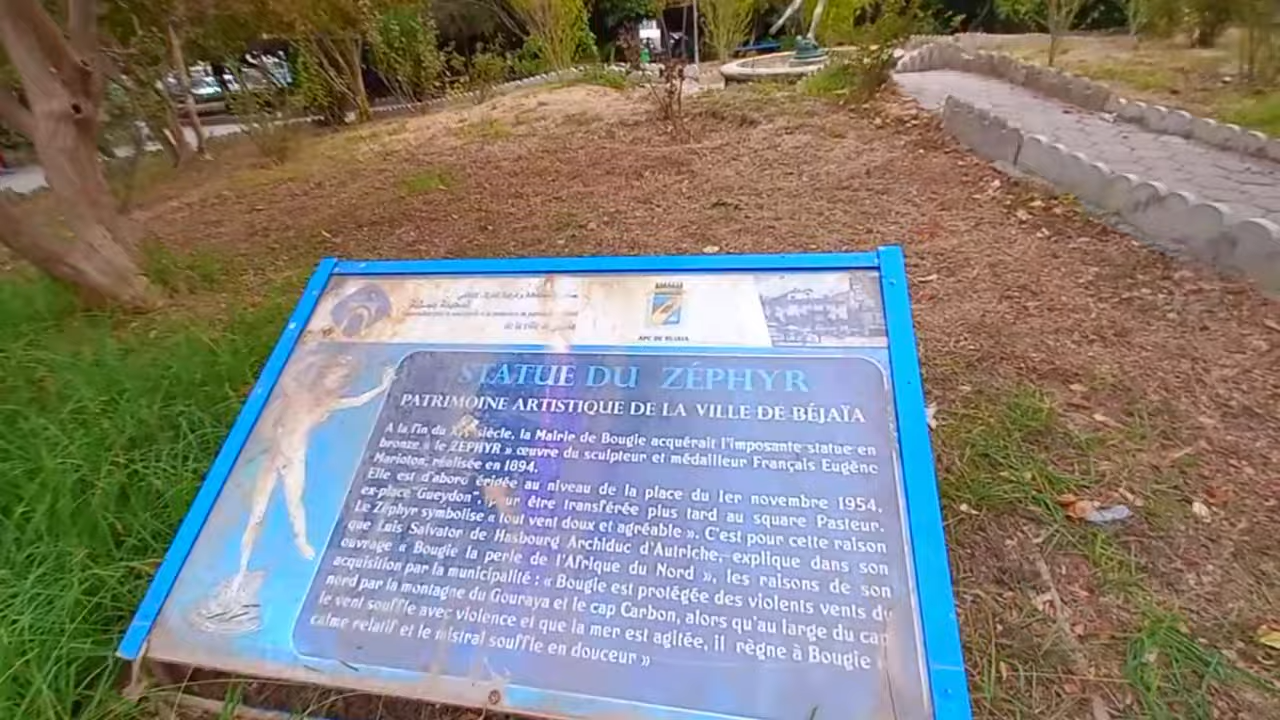 APC DE BEJAIA
STATUE DU ZÉPHYR
PATRIMOINE ARTISTIQUE DE LA VILLE DE BÉJAÏA
A la fin du XIX siècle, la Mairie de Bougie acquérait l'imposante statue en
bronze « le ZEPHYR » œuvre du sculpteur et médailleur Français Eugène
Marioton, réalisée en 1894.
Elle est d'abord érigée au niveau de la place du 1er novembre 1954,
ex-place "Gueydon", pour être transférée plus tard au square Pasteur.
Le Zéphyr symbolise « tout vent doux et agréable ». C'est pour cette raison
que Luis Salvator de Hasbourg Archiduc d'Autriche, explique dans son
ouvrage « Bougie la perle de l'Afrique du Nord », les raisons de son
acquisition par la municipalité : « Bougie est protégée des violents vents du
nord par la montagne du Gouraya et le cap Carbon, alors qu'au large du cap
le vent souffle avec violence et que la mer est agitée, il règne à Bougie
calme relatif et le mistral souffle en douceur »